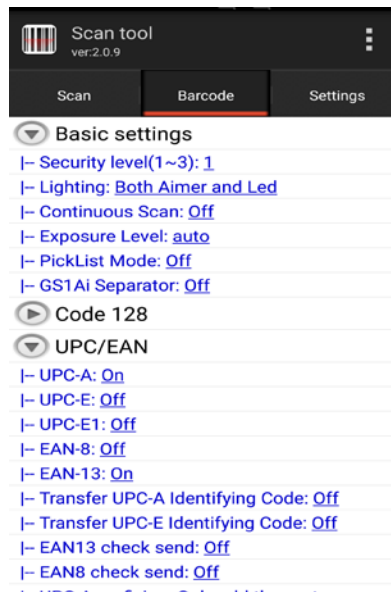 Scan tool
ver:2.0.9
Scan Barcode Settings
Basic settings
|-- Security level(1~3): 1
|-- Lighting: Both Aimer and Led
|-- Continuous Scan: Off
|-- Exposure Level: auto
|-- PickList Mode: Off
|-- GS1Ai Separator: Off
Code 128
UPC/EAN
|-- UPC-A: On
|-- UPC-E: Off
|-- UPC-E1: Off
|-- EAN-8: Off
|-- EAN-13: On
|-- Transfer UPC-A Identifying Code: Off
|-- Transfer UPC-E Identifying Code: Off
|-- EAN13 check send: Off
|-- EAN8 check send: Off